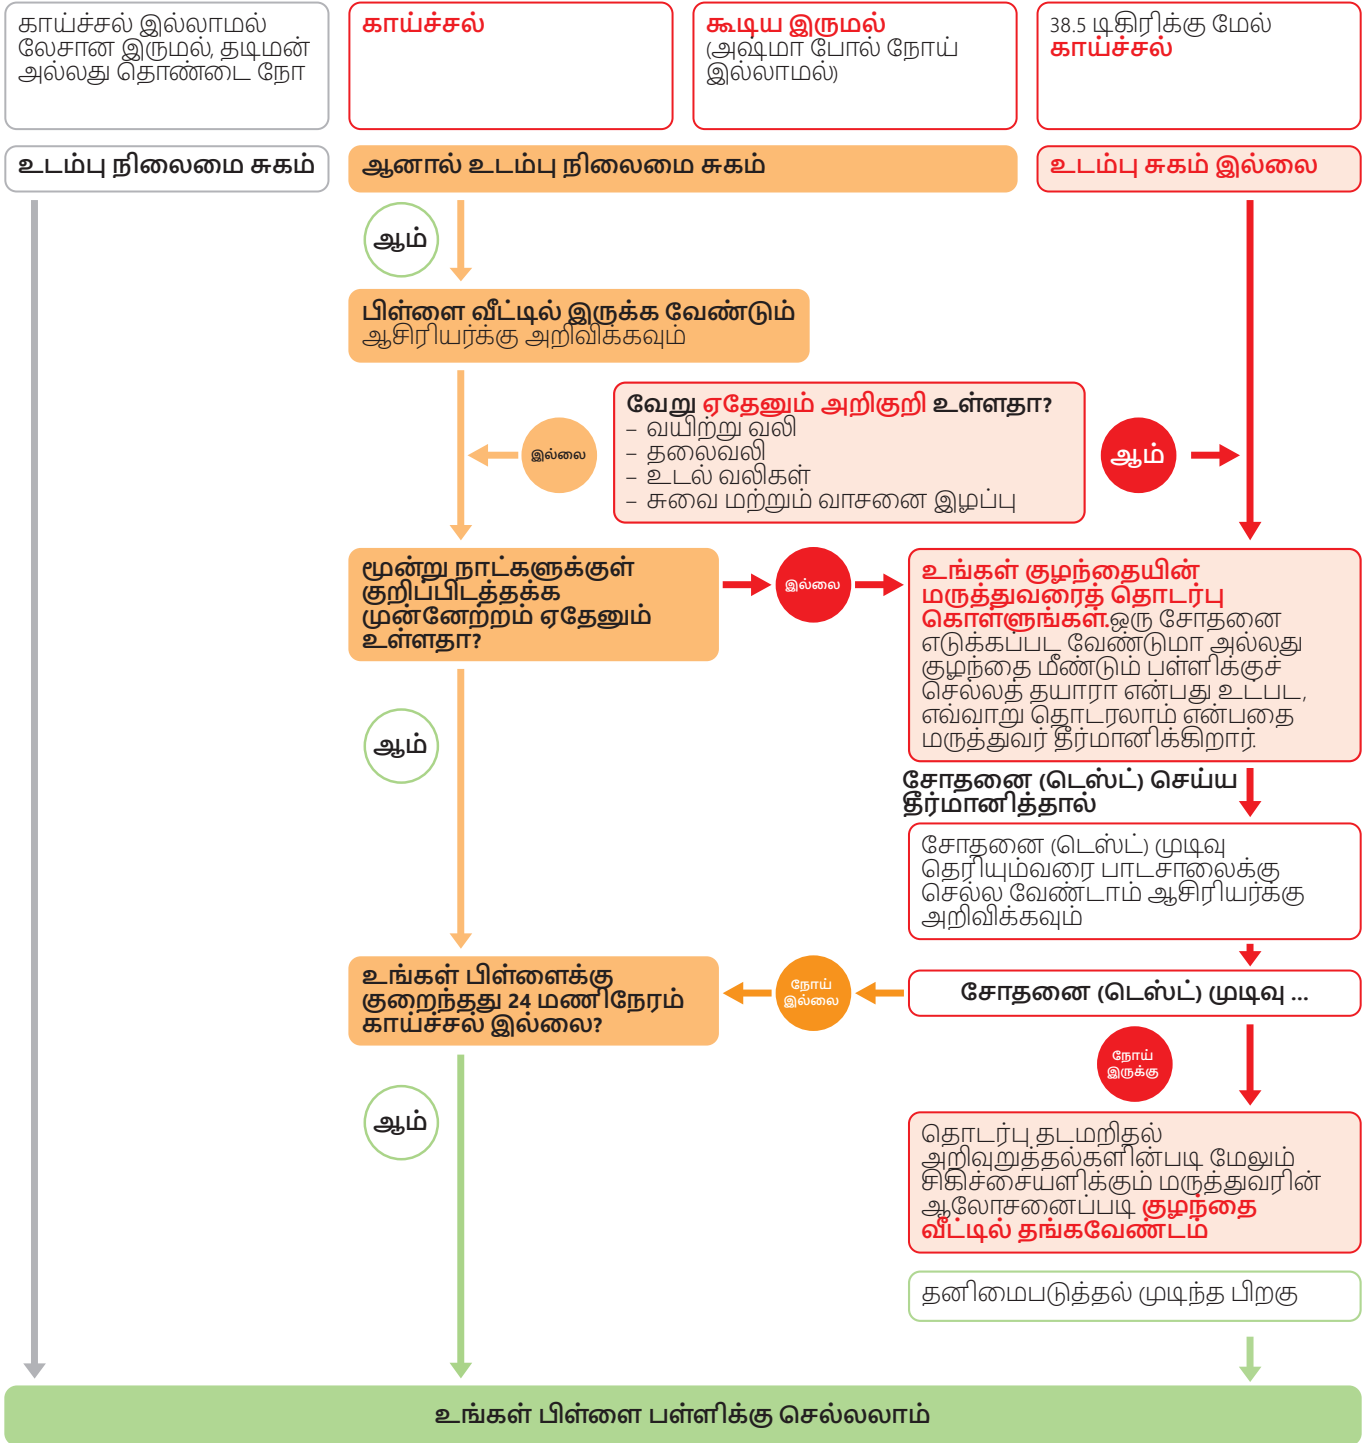 காய்ச்சல் இல்லாமல்
லேசான இருமல், தடிமன்
அல்லது தொண்டை நோ
காய்ச்சல்
கூடிய இருமல்
(அஷ்மா போல் நோய்
இல்லாமல்)
38.5 டிகிரிக்கு மேல்
காய்ச்சல்
உடம்பு நிலைமை சுகம்
ஆனால் உடம்பு நிலைமை சுகம்
உடம்பு சுகம் இல்லை
ஆம்
பிள்ளை வீட்டில் இருக்க வேண்டும்
ஆசிரியர்க்கு அறிவிக்கவும்
வேறு ஏதேனும் அறிகுறி உள்ளதா?
– வயிற்று வலி
– தலைவலி
– உடல் வலிகள்
– சுவை மற்றும் வாசனை இழப்பு
இல்லை
ஆம்
மூன்று நாட்களுக்குள்
குறிப்பிடத்தக்க
முன்னேற்றம் ஏதேனும்
உள்ளதா?
இல்லை
உங்கள் குழந்தையின்
மருத்துவரைத் தொடர்பு
கொள்ளுங்கள்.ஒரு சோதனை
எடுக்கப்பட வேண்டுமா அல்லது
குழந்தை மீண்டும் பள்ளிக்குச்
செல்லத் தயாரா என்பது உட்பட,
எவ்வாறு தொடரலாம் என்பதை
மருத்துவர் தீர்மானிக்கிறார்.
ஆம்
சோதனை (டெஸ்ட்) செய்ய
தீர்மானித்தால்
சோதனை (டெஸ்ட்) முடிவு
தெரியும்வரை பாடசாலைக்கு
செல்ல வேண்டாம் ஆசிரியர்க்கு
அறிவிக்கவும்
உங்கள் பிள்ளைக்கு
குறைந்தது 24 மணிநேரம்
காய்ச்சல் இல்லை?
நோய்
இல்லை
சோதனை (டெஸ்ட்) முடிவு ...
நோய்
இருக்கு
ஆம்
தொடர்பு தடமறிதல்
அறிவுறுத்தல்களின்படி மேலும்
சிகிச்சையளிக்கும் மருத்துவரின்
ஆலோசனைப்படி குழந்தை
வீட்டில் தங்கவேண்டம்
தனிமைபடுத்தல் முடிந்த பிறகு
உங்கள் பிள்ளை பள்ளிக்கு செல்லலாம்